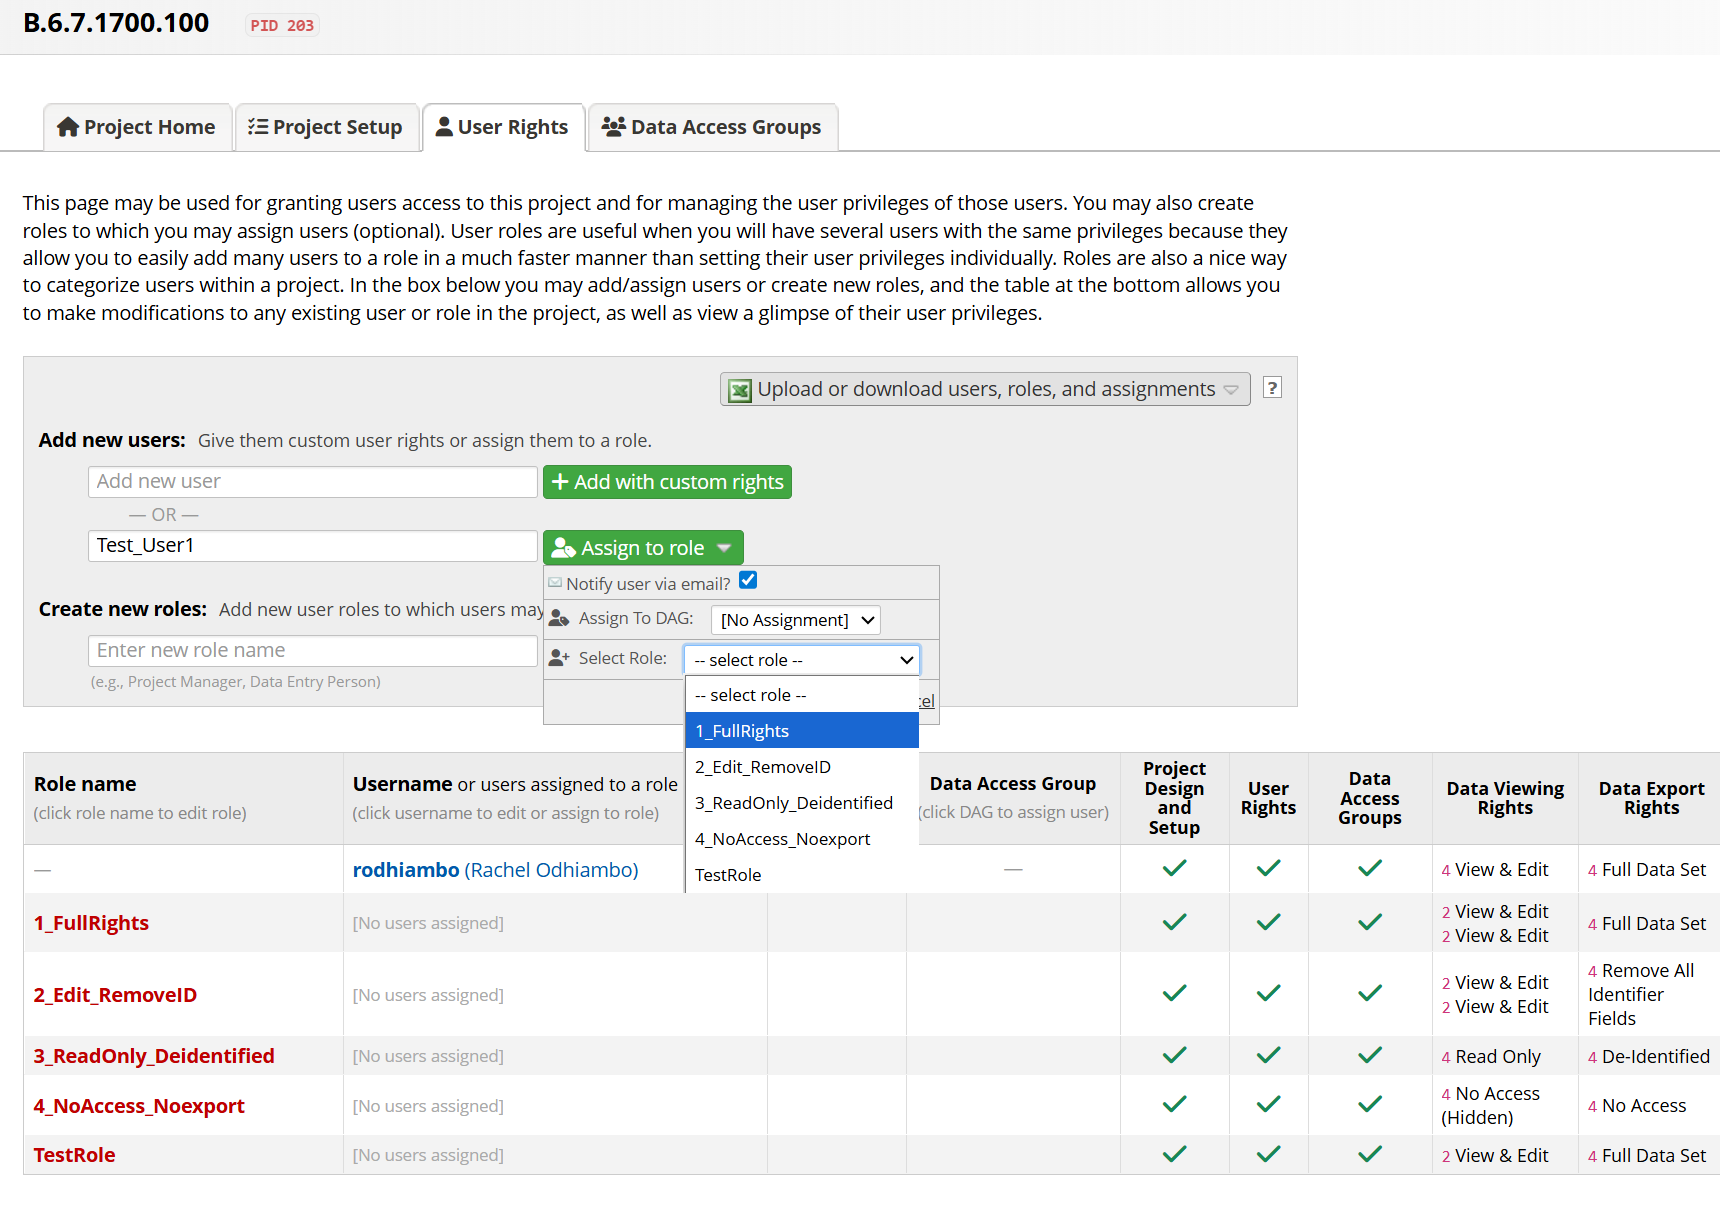 B.6.7.1700.100 PID 203
Project Home Project Setup User Rights Data Access Groups
This page may be used for granting users access to this project and for managing the user privileges of those users. You may also create
roles to which you may assign users (optional). User roles are useful when you will have several users with the same privileges because they
allow you to easily add many users to a role in a much faster manner than setting their user privileges individually. Roles are also a nice way
to categorize users within a project. In the box below you may add/assign users or create new roles, and the table at the bottom allows you
to make modifications to any existing user or role in the project, as well as view a glimpse of their user privileges.
Upload or download users, roles, and assignments ?
Add new users: Give them custom user rights or assign them to a role.
Add new user + Add with custom rights
— OR —
Test_User1 Assign to role
Notify user via email?
Create new roles: Add new user roles to which users may
Assign To DAG: [No Assignment]
Enter new role name
Select Role: -- select role --
(e.g., Project Manager, Data Entry Person)
-- select role --
cel
1_FullRights
2_Edit_RemoveID
3_ReadOnly_Deidentified
4_NoAccess_Noexport
TestRole
Role name
(click role name to edit role)
Username or users assigned to a role
(click username to edit or assign to role)
Data Access Group
(click DAG to assign user)
Project
Design
and
Setup
User
Rights
Data
Access
Groups
Data Viewing
Rights
Data Export
Rights
— rodhiambo (Rachel Odhiambo) — 4 View & Edit 4 Full Data Set
1_FullRights [No users assigned] 2 View & Edit
2 View & Edit 4 Full Data Set
2_Edit_RemoveID [No users assigned] 2 View & Edit
2 View & Edit 4 Remove All
Identifier
Fields
3_ReadOnly_Deidentified [No users assigned] 4 Read Only 4 De-Identified
4_NoAccess_Noexport [No users assigned] 4 No Access
(Hidden) 4 No Access
TestRole [No users assigned] 2 View & Edit 4 Full Data Set